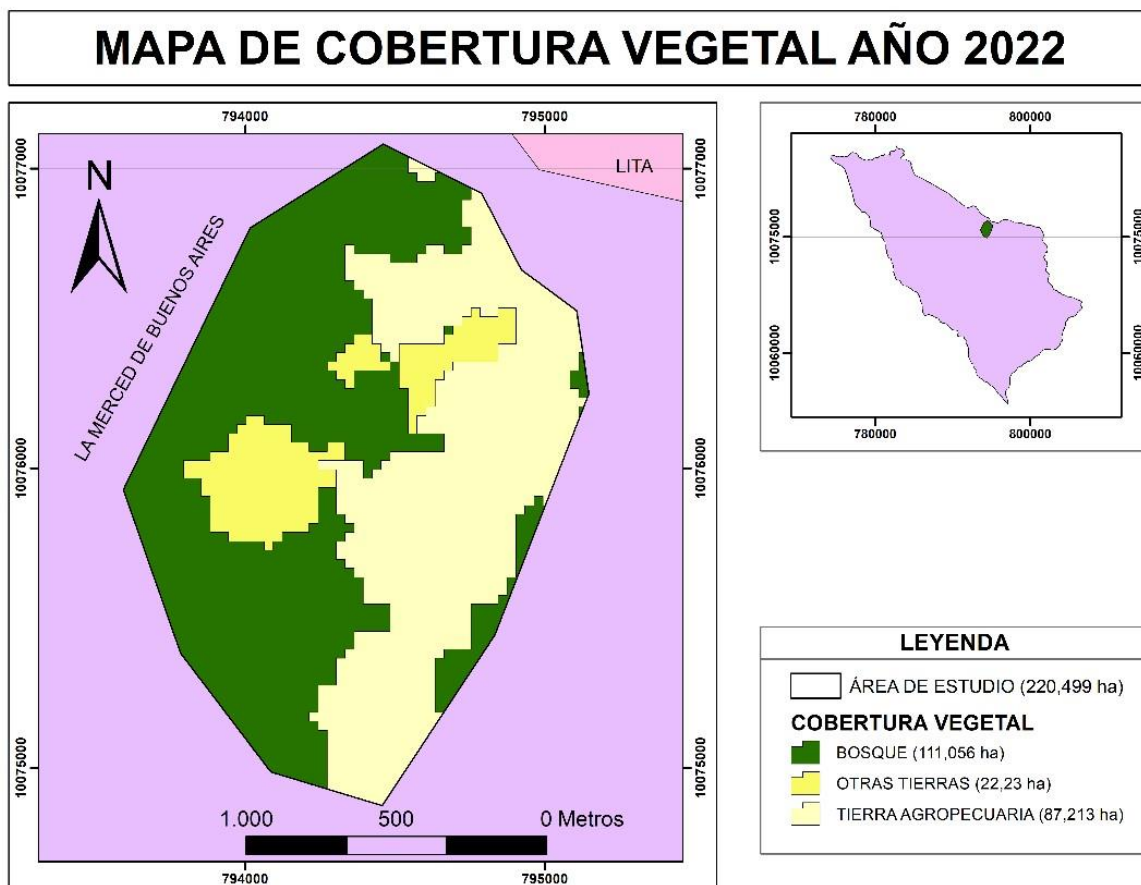 MAPA DE COBERTURA VEGETAL AÑO 2022
794000
795000
10077000
10077000
N
LITA
LA MERCED DE BUENOS AIRES
10076000
10076000
10075000
10075000
1.000
500
0 Metros
794000
795000
780000
800000
10075000
10075000
10060000
10060000
780000
800000
LEYENDA
ÁREA DE ESTUDIO (220,499 ha)
COBERTURA VEGETAL
BOSQUE (111,056 ha)
OTRAS TIERRAS (22,23 ha)
TIERRA AGROPECUARIA (87,213 ha)